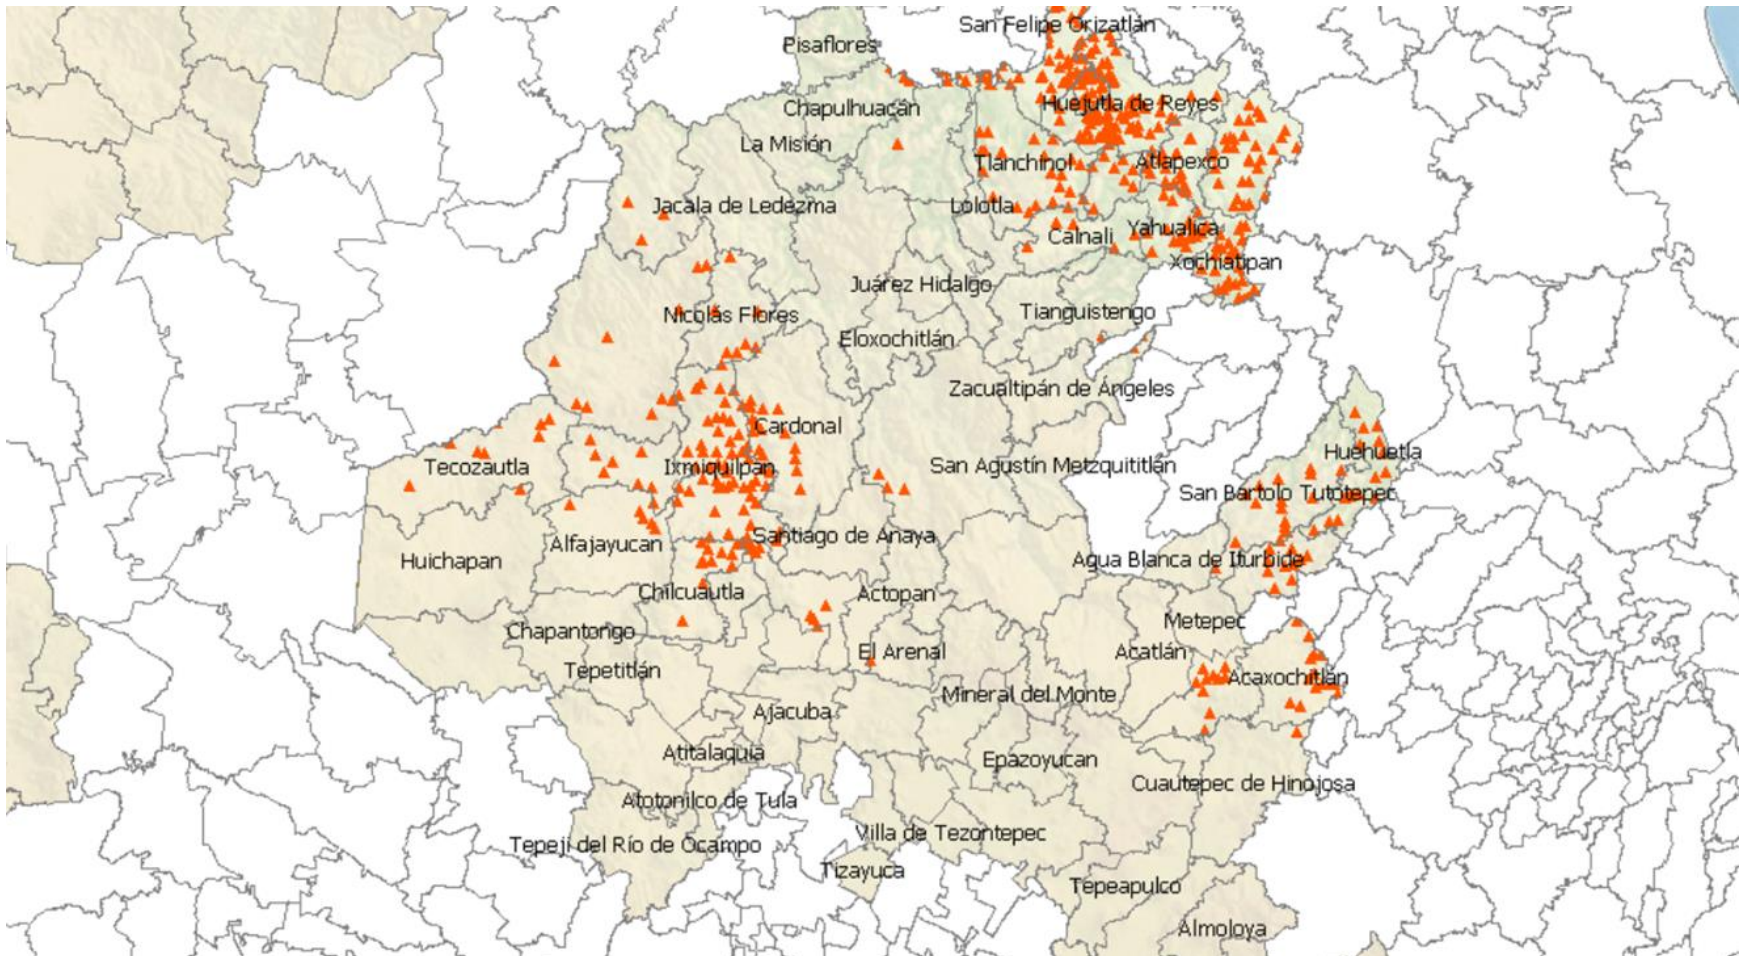 San Felipe Orizatlán
Pisaflores
Chapulhuacán
Huejutla de Reyes
La Misión
Tlanchinol
Atlapexco
Jacala de Ledezma
Lolotla
Calnali
Yahualica
Xochiatipan
Juárez Hidalgo
Nicolás Flores
Tianguistengo
Eloxochitlán
Zacualtipán de Ángeles
Cardonal
Huehuetla
Tecozautla
Ixmiquilpan
San Agustín Metzquititlán
San Bartolo Tutotepec
Santiago de Anaya
Alfajayucan
Huichapan
Agua Blanca de Iturbide
Chilcuautla
Actopan
Metepec
Chapantongo
El Arenal
Acatlán
Tepetitlán
Acaxochitlán
Mineral del Monte
Ajacuba
Atitalaquia
Epazoyucan
Cuautepec de Hinojosa
Atotonilco de Tula
Villa de Tezontepec
Tepeji del Río de Ocampo
Tizayuca
Tepeapulco
Almoloya